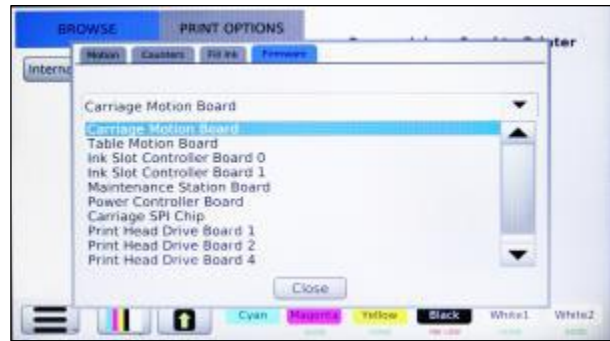 BROWSE PRINT OPTIONS
ter
Interna
Motion Counters Fill Ink Firmware
Carriage Motion Board
Carriage Motion Board
Table Motion Board
Ink Slot Controller Board 0
Ink Slot Controller Board 1
Maintenance Station Board
Power Controller Board
Carriage SPI Chip
Print Head Drive Board 1
Print Head Drive Board 2
Print Head Drive Board 4
Close
Cyan Magenta Yellow Black White1 White2